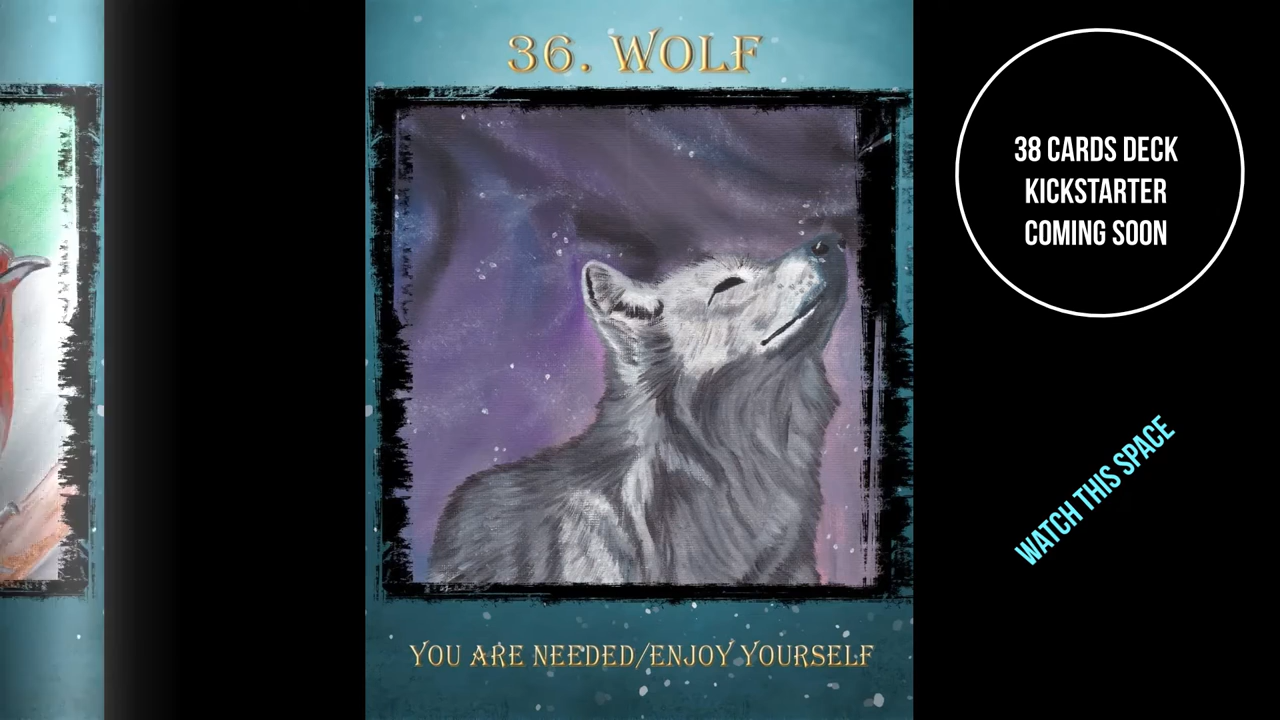 36. WOLF
YOU ARE NEEDED/ENJOY YOURSELF
38 CARDS DECK
KICKSTARTER
COMING SOON
WATCH THIS SPACE